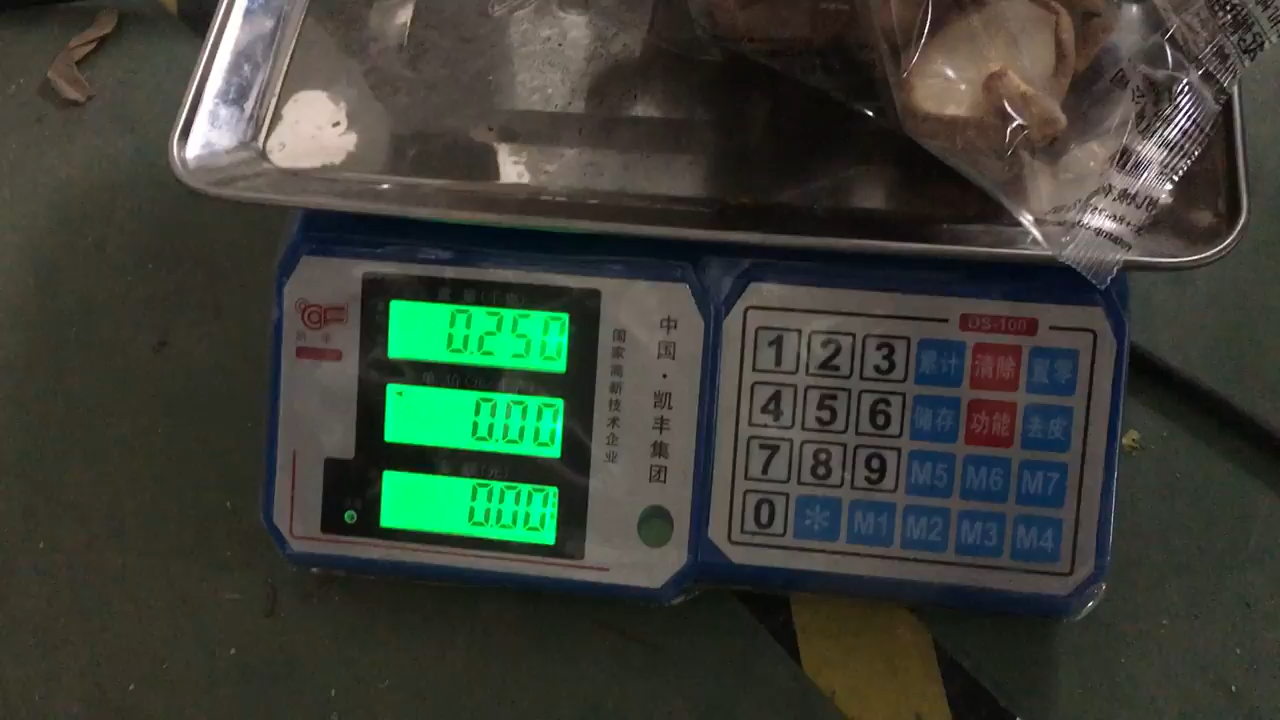 0.250
0.00
0.00
(元)
国家高新技术企业
中国·凯丰集团
DS-100
1 2 3 累计 清除 置零
4 5 6 储存 功能 去皮
7 8 9 M5 M6 M7
0 * M1 M2 M3 M4